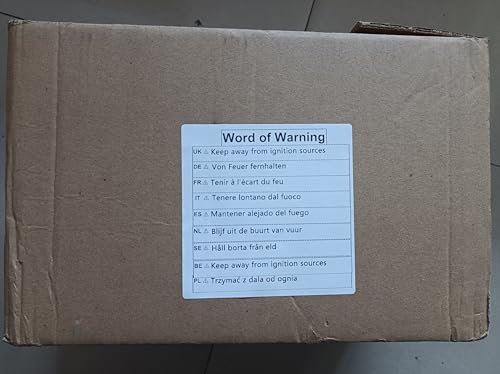 Word of Warning
UK ⚠ Keep away from ignition sources
DE ⚠ Von Feuer fernhalten
FR ⚠ Tenir à l'écart du feu
IT ⚠ Tenere lontano dal fuoco
ES ⚠ Mantener alejado del fuego
NL ⚠ Blijf uit de buurt van vuur
SE ⚠ Håll borta från eld
BE ⚠ Keep away from ignition sources
PL ⚠ Trzymać z dala od ognia